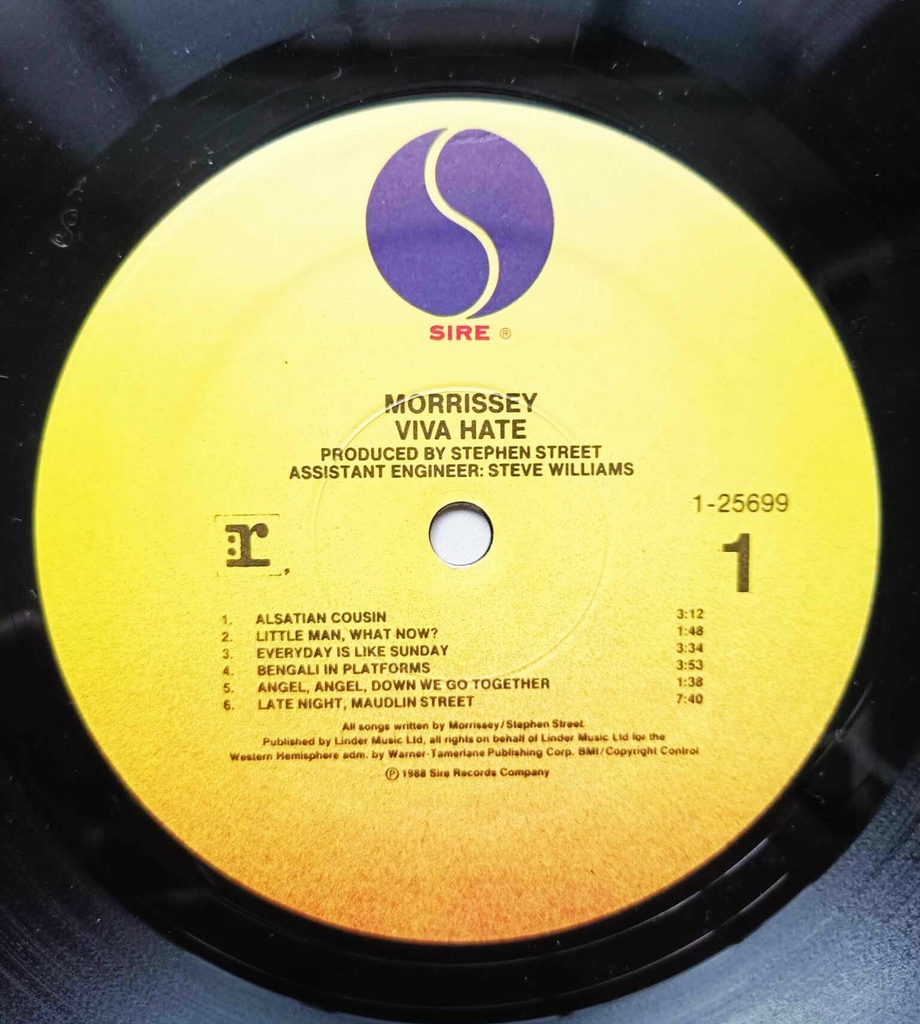 SIRE ®
MORRISSEY
VIVA HATE
PRODUCED BY STEPHEN STREET
ASSISTANT ENGINEER: STEVE WILLIAMS
1-25699
:r,
1
1. ALSATIAN COUSIN 3:12
2. LITTLE MAN, WHAT NOW? 1:48
3. EVERYDAY IS LIKE SUNDAY 3:34
4. BENGALI IN PLATFORMS 3:53
5. ANGEL, ANGEL, DOWN WE GO TOGETHER 1:38
6. LATE NIGHT, MAUDLIN STREET 7:40
All songs written by Morrissey/Stephen Street
Published by Linder Music Ltd, all rights on behalf of Linder Music Ltd for the
Western Hemisphere adm. by Warner-Tamerlane Publishing Corp. BMI/Copyright Control
℗ 1988 Sire Records Company